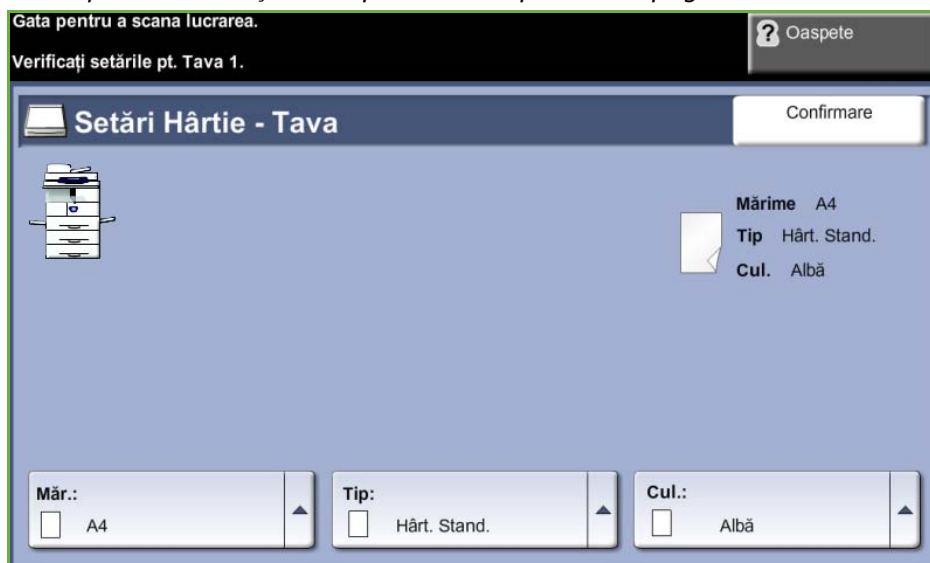 Gata pentru a scana lucrarea.
? Oaspete
Verificați setările pt. Tava 1.
Setări Hârtie - Tava
Confirmare
Mărime A4
Tip Hârt. Stand.
Cul. Albă
Măr.:
A4
Tip:
Hârt. Stand.
Cul.:
Albă